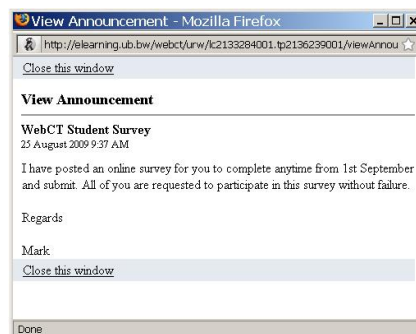 View Announcement - Mozilla Firefox
http://elearning.ub.bw/webct/urw/lc2133284001.tp2136239001/viewAnnou
Close this window
View Announcement
WebCT Student Survey
25 August 2009 9:37 AM
I have posted an online survey for you to complete anytime from 1st September
and submit. All of you are requested to participate in this survey without failure.
Regards
Mark
Close this window
Done